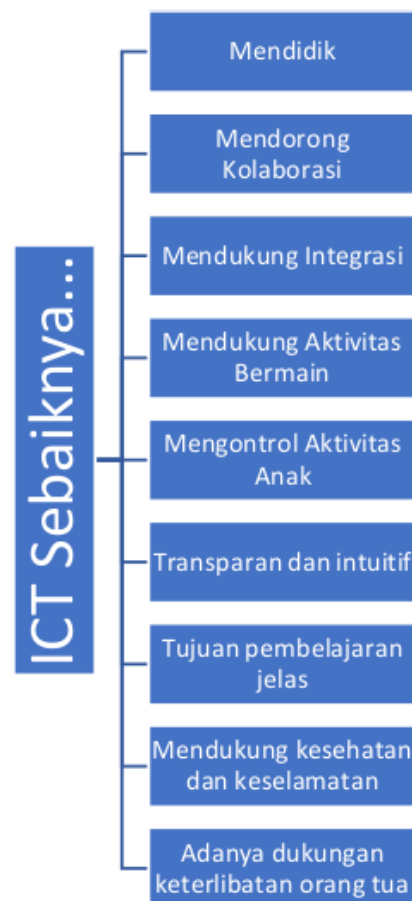 ICT Sebaiknya...
Mendidik
Mendorong
Kolaborasi
Mendukung Integrasi
Mendukung Aktivitas
Bermain
Mengontrol Aktivitas
Anak
Transparan dan intuitif
Tujuan pembelajaran
jelas
Mendukung kesehatan
dan keselamatan
Adanya dukungan
keterlibatan orang tua